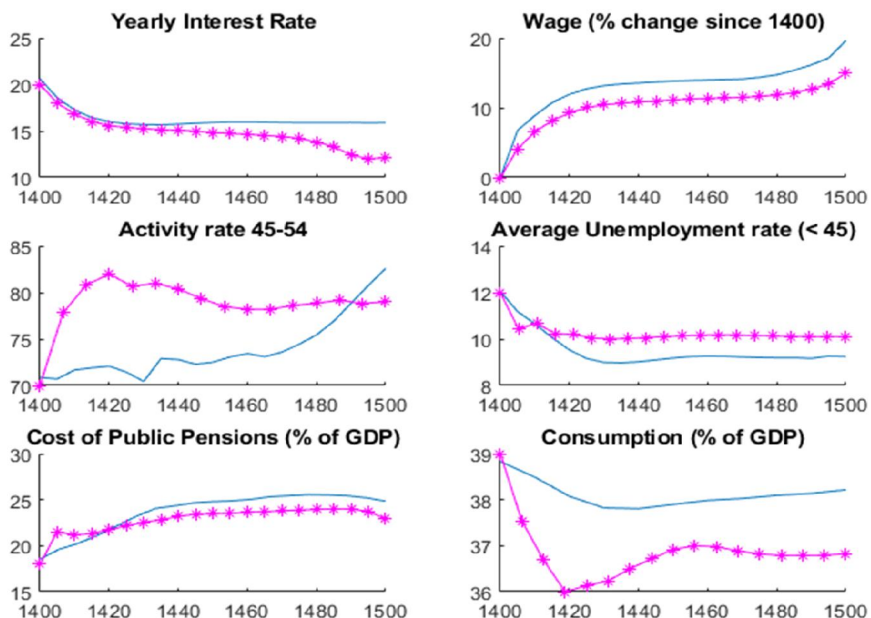 Yearly Interest Rate
25
20
15
10
1400 1420 1440 1460 1480 1500
Wage (% change since 1400)
20
10
0
1400 1420 1440 1460 1480 1500
Activity rate 45-54
85
80
75
70
1400 1420 1440 1460 1480 1500
Average Unemployment rate (< 45)
14
12
10
8
1400 1420 1440 1460 1480 1500
Cost of Public Pensions (% of GDP)
30
25
20
15
1400 1420 1440 1460 1480 1500
Consumption (% of GDP)
39
38
37
36
1400 1420 1440 1460 1480 1500